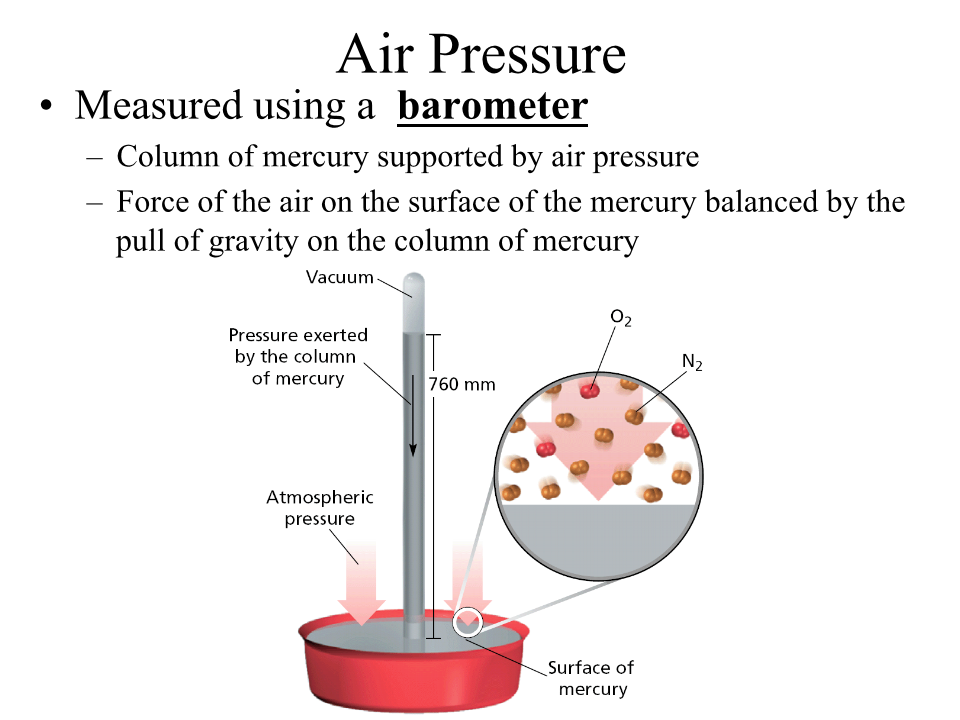 Air Pressure
• Measured using a barometer
– Column of mercury supported by air pressure
– Force of the air on the surface of the mercury balanced by the
pull of gravity on the column of mercury
Vacuum
Pressure exerted
by the column
of mercury
760 mm
O₂
N₂
Atmospheric
pressure
Surface of
mercury